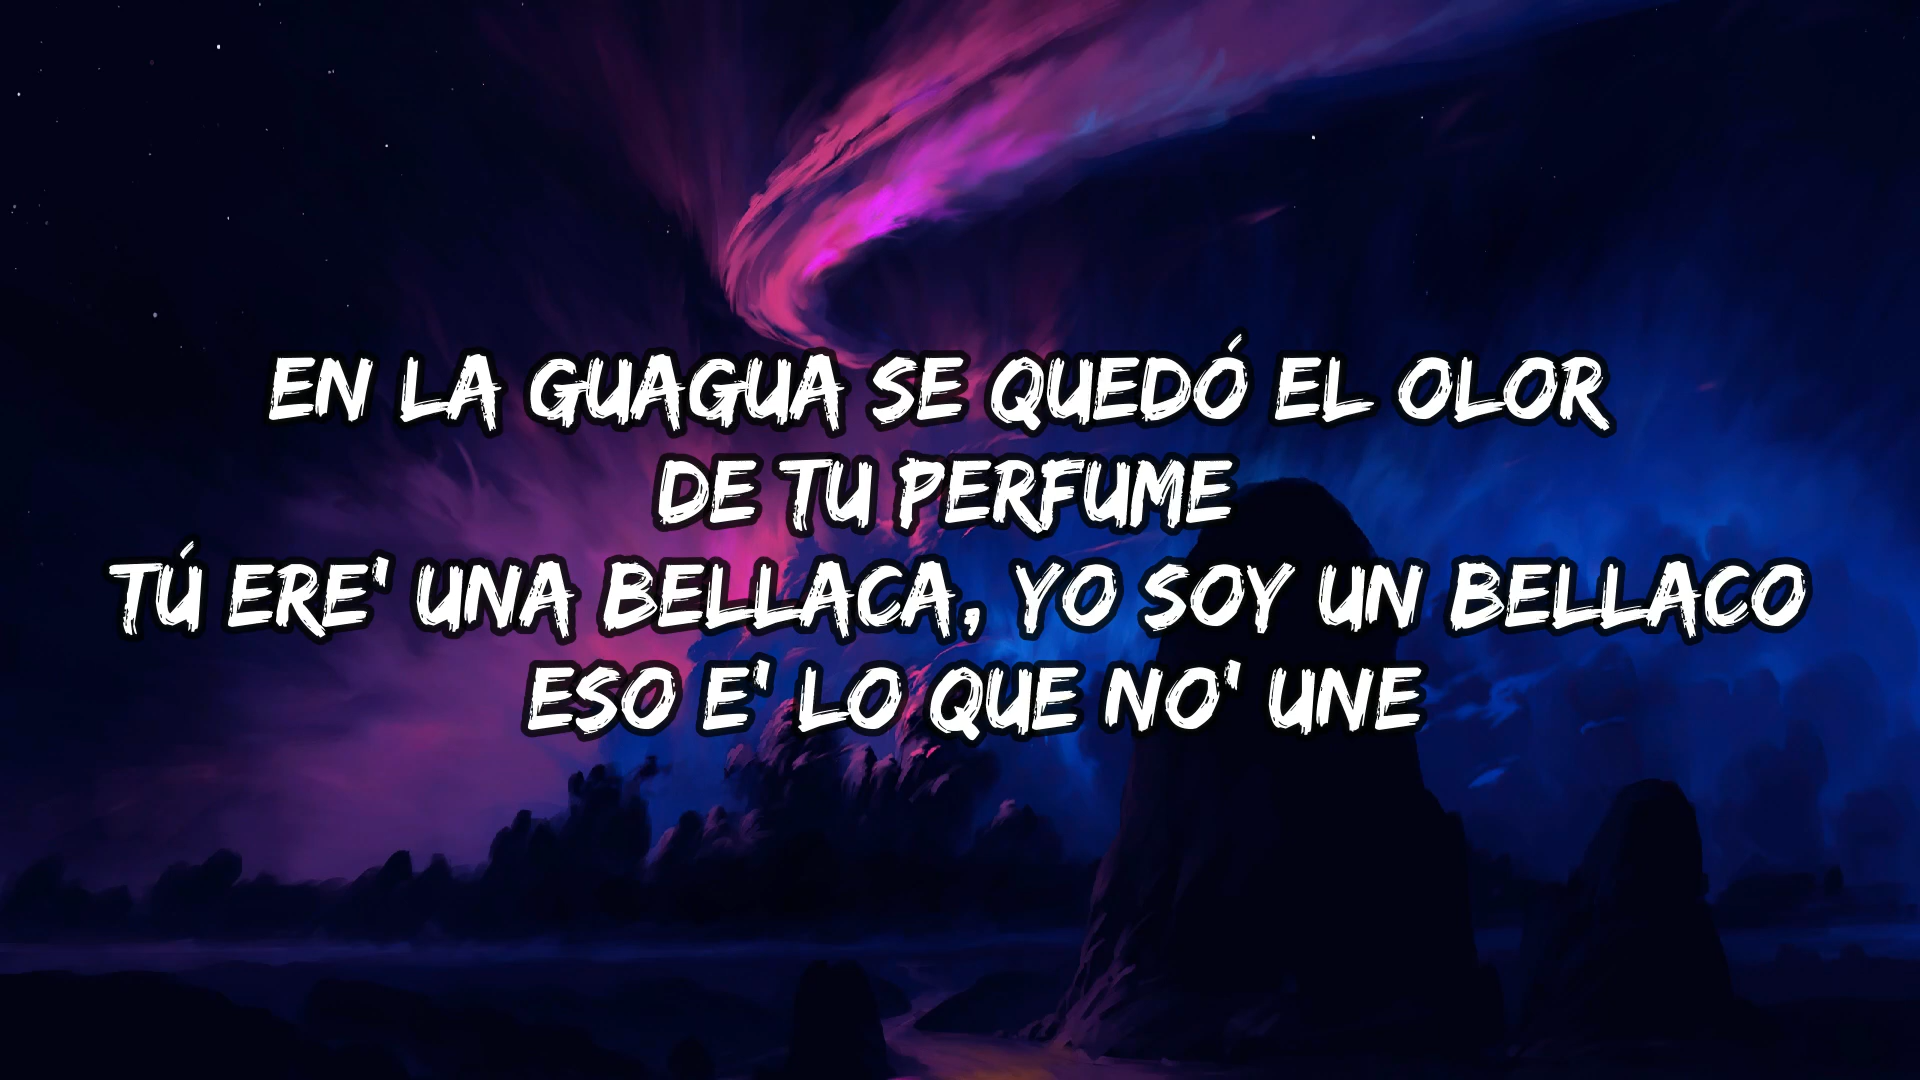 EN LA GUAGUA SE QUEDÓ EL OLOR
DE TU PERFUME
TÚ ERE' UNA BELLACA, YO SOY UN BELLACO
ESO E' LO QUE NO' UNE